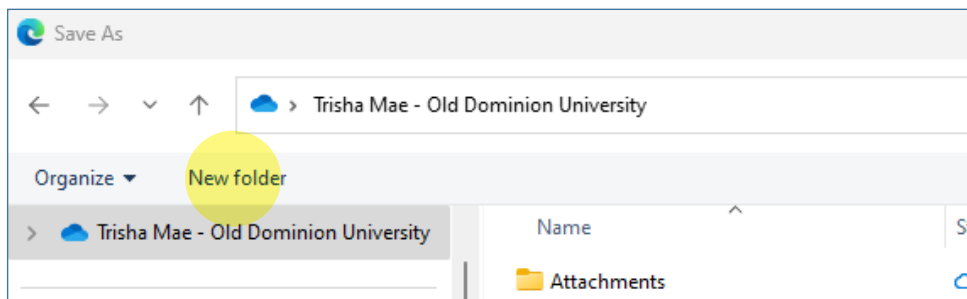 Save As
Trisha Mae - Old Dominion University
Organize New folder
Trisha Mae - Old Dominion University
Name
Attachments